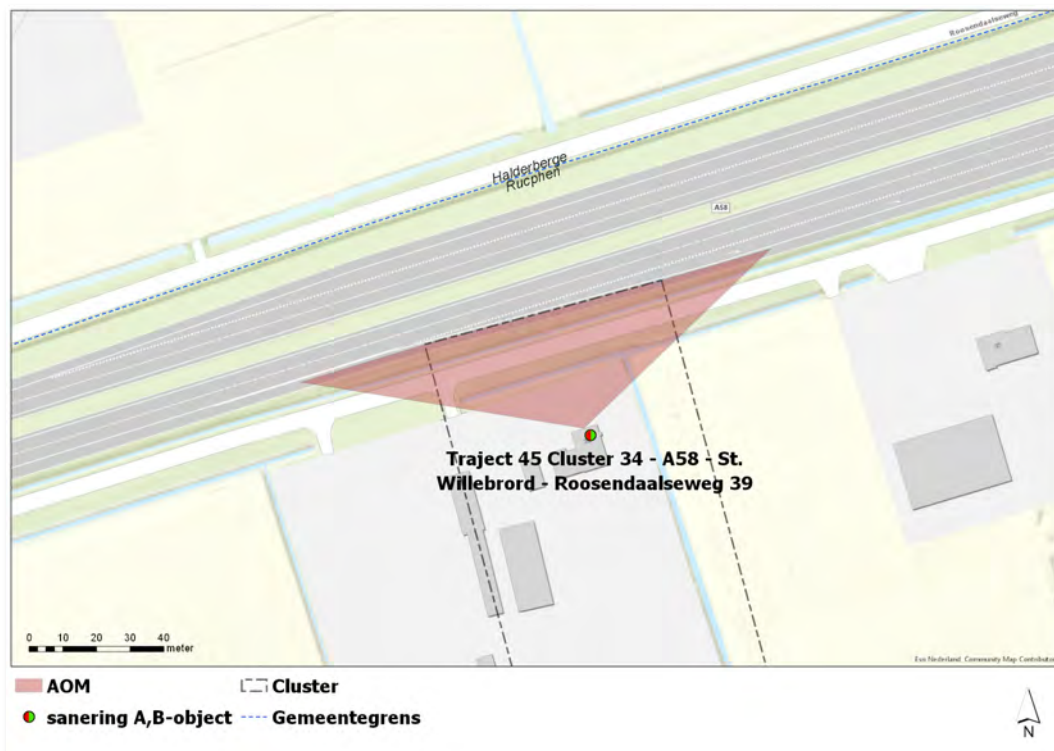 Roosendaalseweg
Halderberge
Rucphen
A58
Traject 45 Cluster 34 - A58 - St.
Willebrord - Roosendaalseweg 39
0 10 20 30 40
meter
Esri Nederland, Community Map Contributors
AOM
Cluster
sanering A,B-object
Gemeentegrens
N